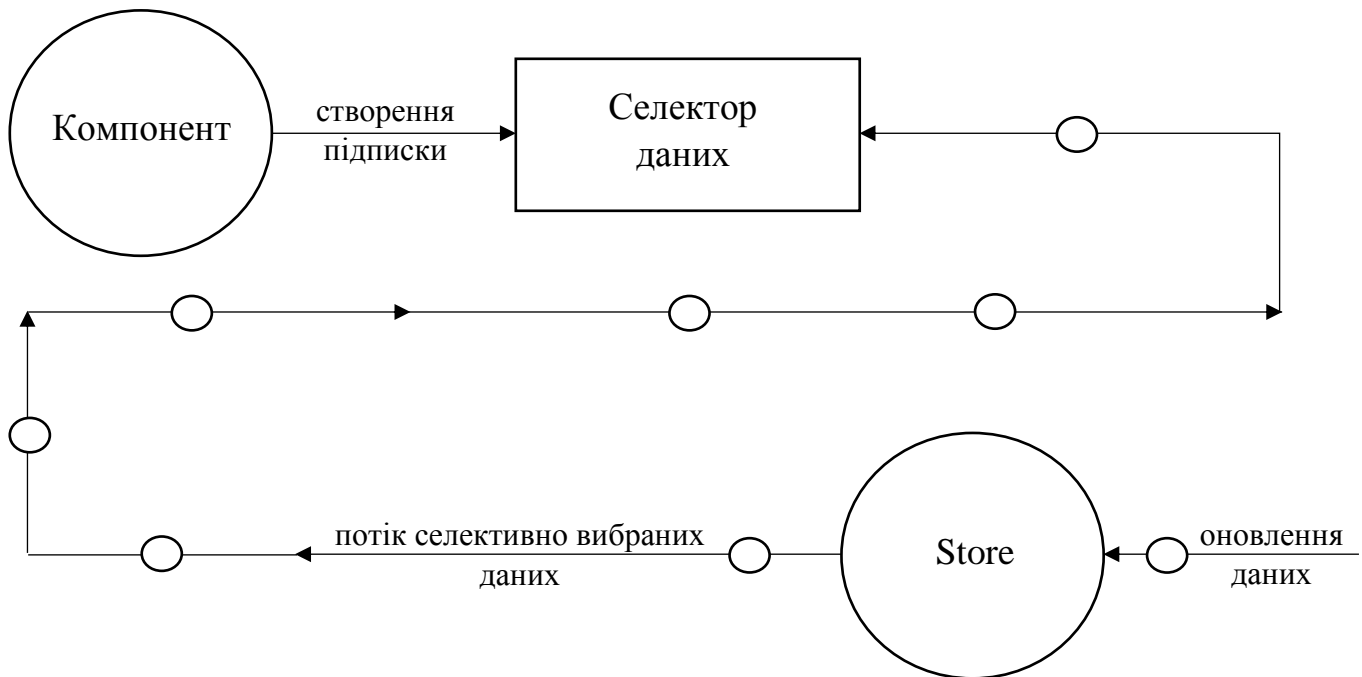 Компонент
створення
підписки
Селектор
даних
потік селективно вибраних
даних
Store
оновлення
даних